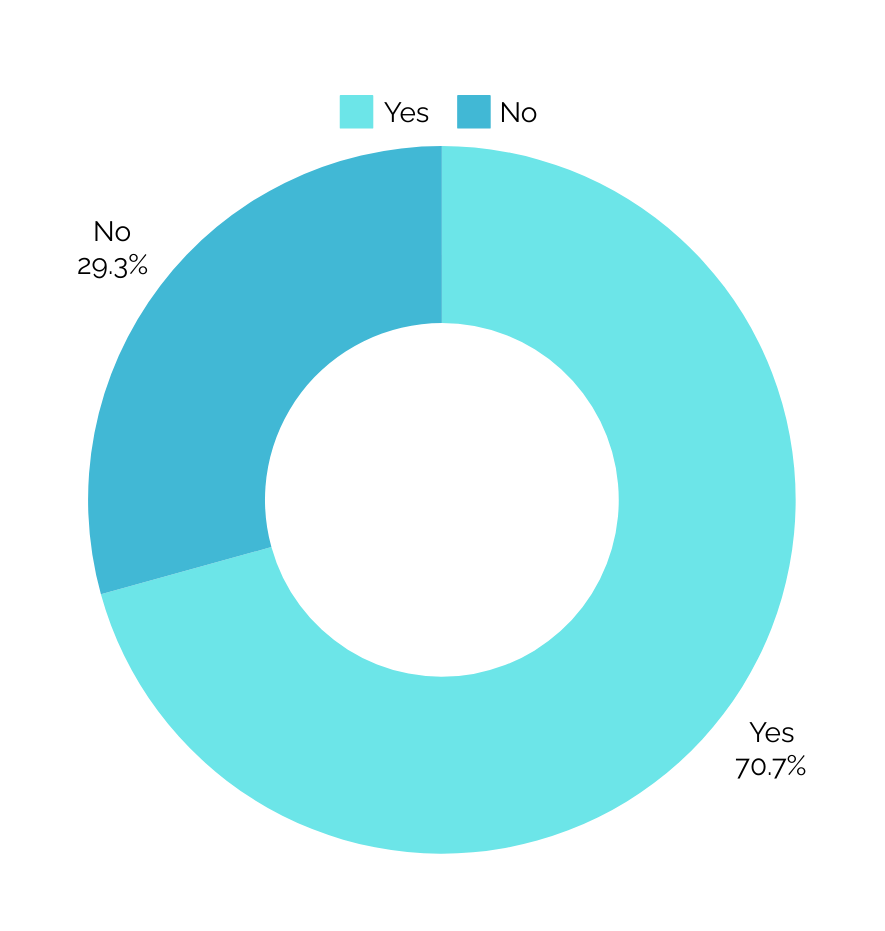 Yes No
No
29.3%
Yes
70.7%